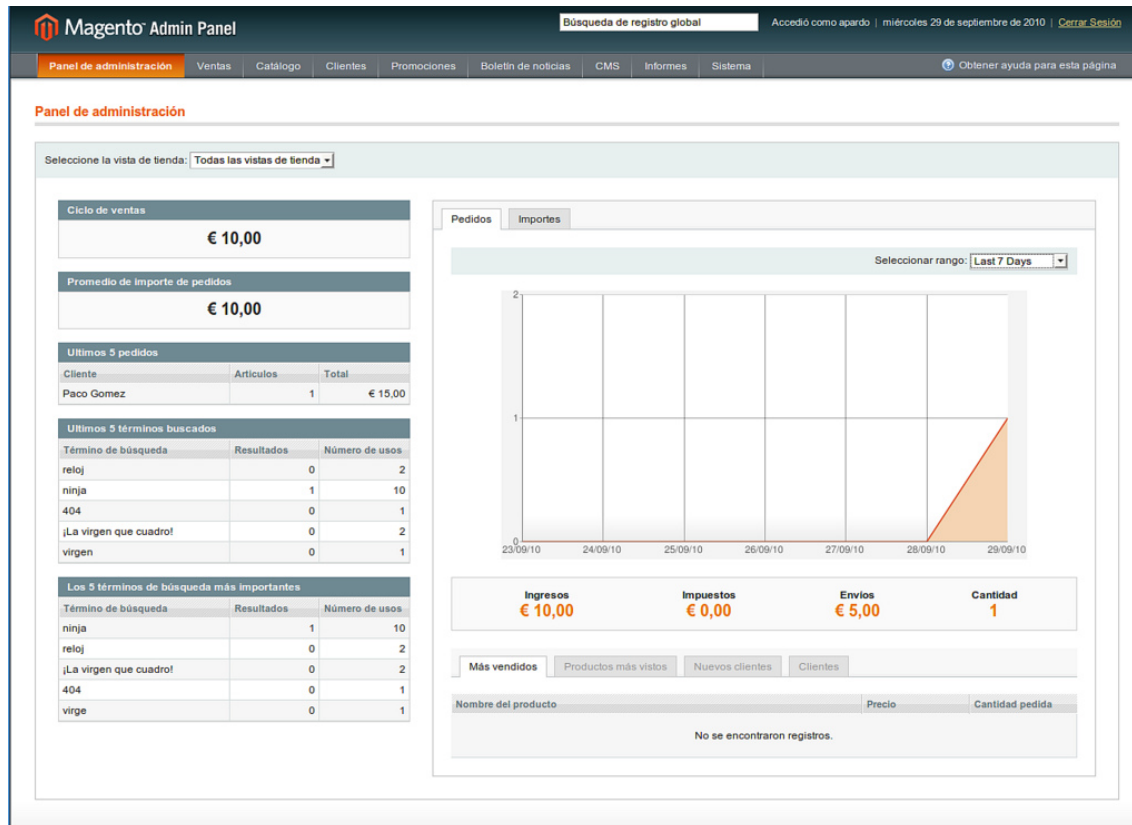 Magento Admin Panel
Búsqueda de registro global
Accedió como apardo | miércoles 29 de septiembre de 2010 | Cerrar Sesión
Panel de administración Ventas Catálogo Clientes Promociones Boletín de noticias CMS Informes Sistema Obtener ayuda para esta página
Panel de administración
Seleccione la vista de tienda: Todas las vistas de tienda
Ciclo de ventas
€ 10,00
Promedio de importe de pedidos
€ 10,00
Ultimos 5 pedidos
Cliente Articulos Total
Paco Gomez 1 € 15,00
Ultimos 5 términos buscados
Término de búsqueda Resultados Número de usos
reloj 0 2
ninja 1 10
404 0 1
¡La virgen que cuadro! 0 2
virgen 0 1
Los 5 términos de búsqueda más importantes
Término de búsqueda Resultados Número de usos
ninja 1 10
reloj 0 2
¡La virgen que cuadro! 0 2
404 0 1
virge 0 1
Pedidos Importes
Seleccionar rango: Last 7 Days
2
1
0
23/09/10 24/09/10 25/09/10 26/09/10 27/09/10 28/09/10 29/09/10
Ingresos Impuestos Envíos Cantidad
€ 10,00 € 0,00 € 5,00 1
Más vendidos Productos más vistos Nuevos clientes Clientes
Nombre del producto Precio Cantidad pedida
No se encontraron registros.